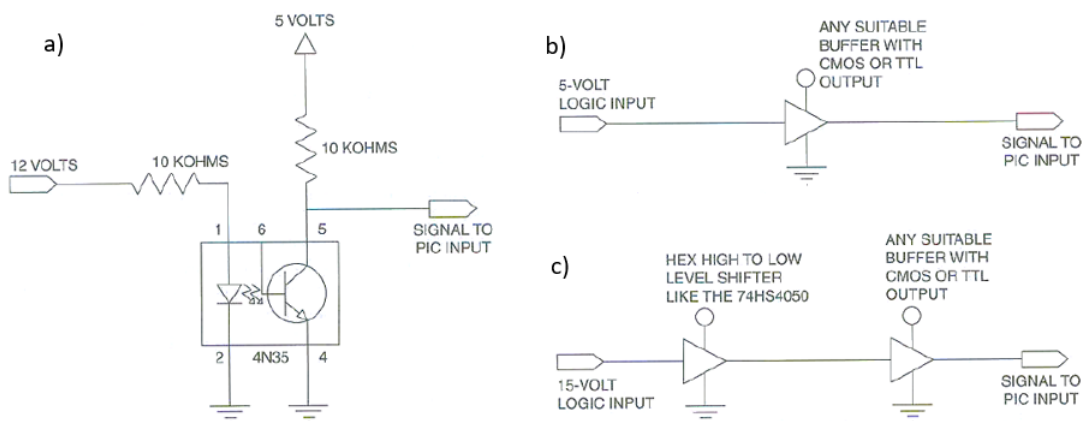 a)
5 VOLTS
10 KOHMS
12 VOLTS
10 KOHMS
SIGNAL TO
PIC INPUT
1
6
5
2
4N35
4
b)
ANY SUITABLE
BUFFER WITH
CMOS OR TTL
OUTPUT
5-VOLT
LOGIC INPUT
SIGNAL TO
PIC INPUT
c)
HEX HIGH TO LOW
LEVEL SHIFTER
LIKE THE 74HS4050
ANY SUITABLE
BUFFER WITH
CMOS OR TTL
OUTPUT
15-VOLT
LOGIC INPUT
SIGNAL TO
PIC INPUT